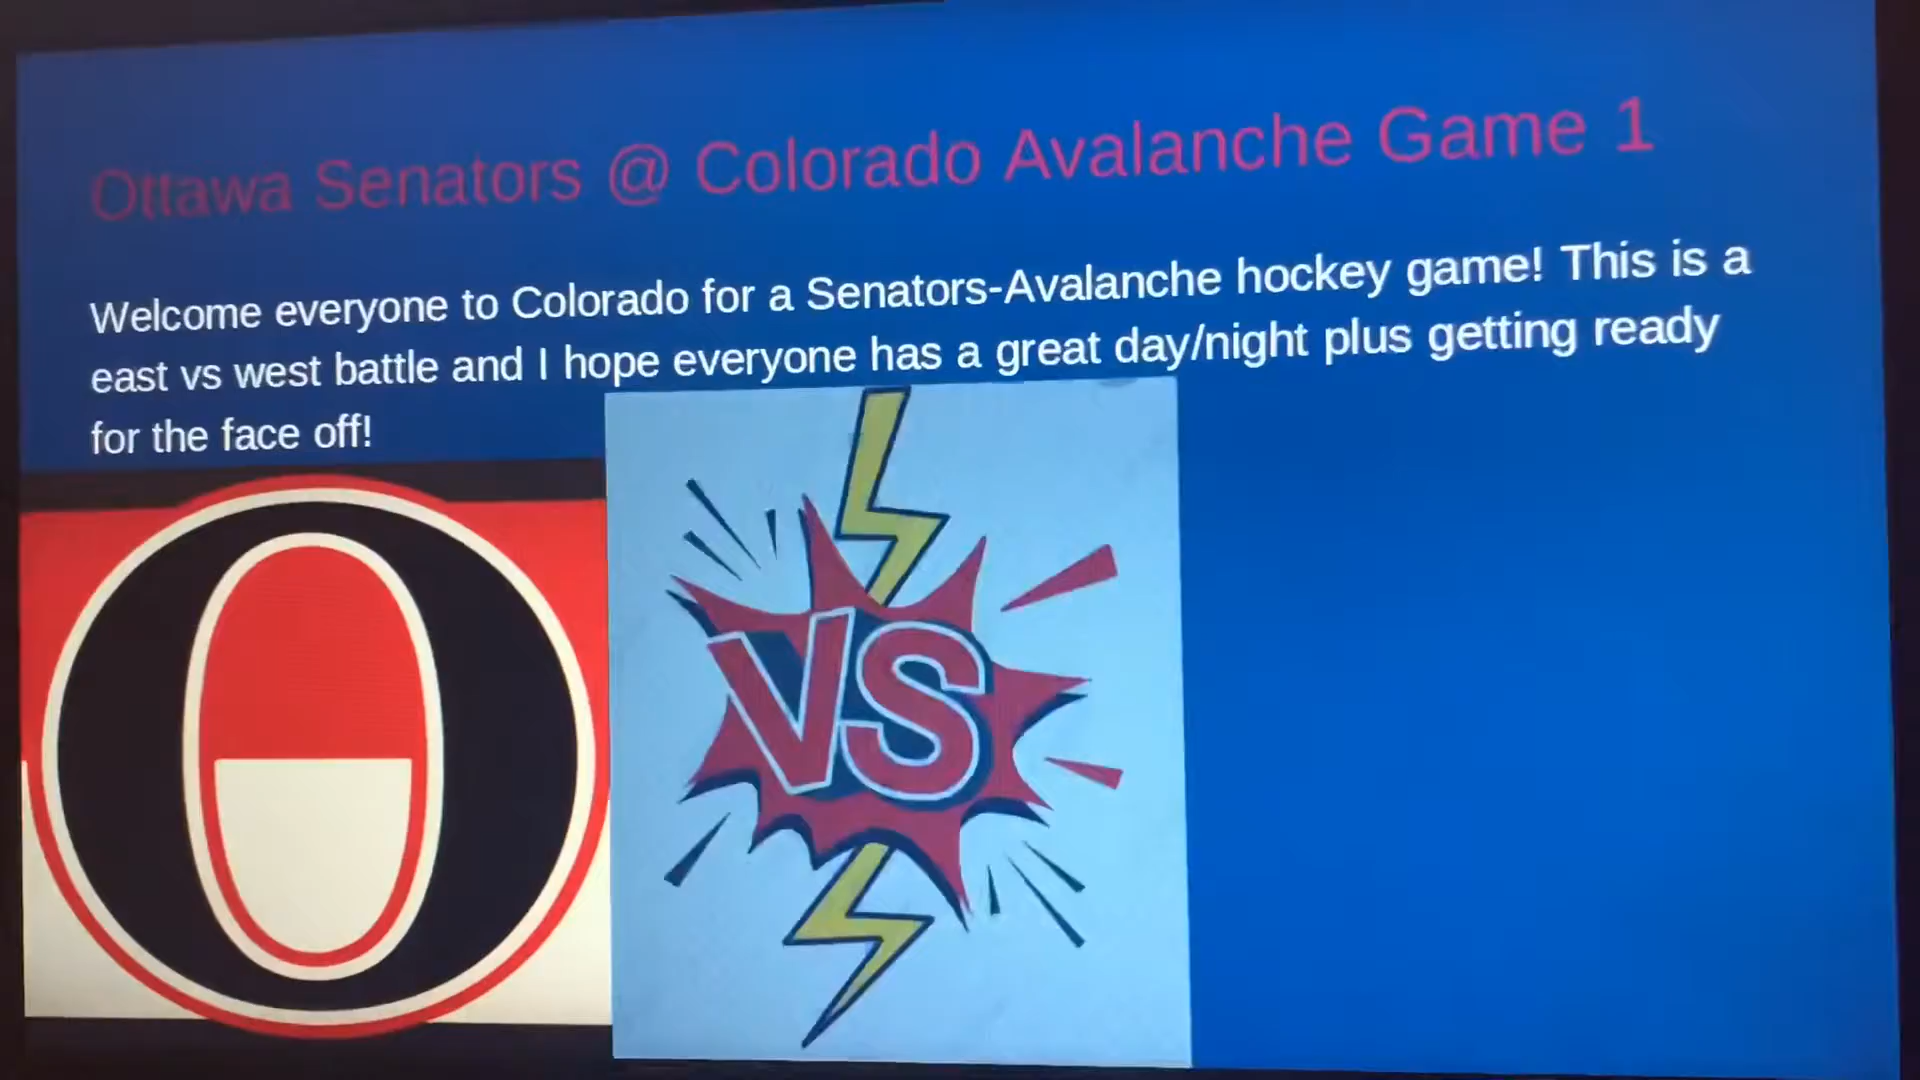 Ottawa Senators @ Colorado Avalanche Game 1
Welcome everyone to Colorado for a Senators-Avalanche hockey game! This is a
east vs west battle and I hope everyone has a great day/night plus getting ready
for the face off!
O
VS